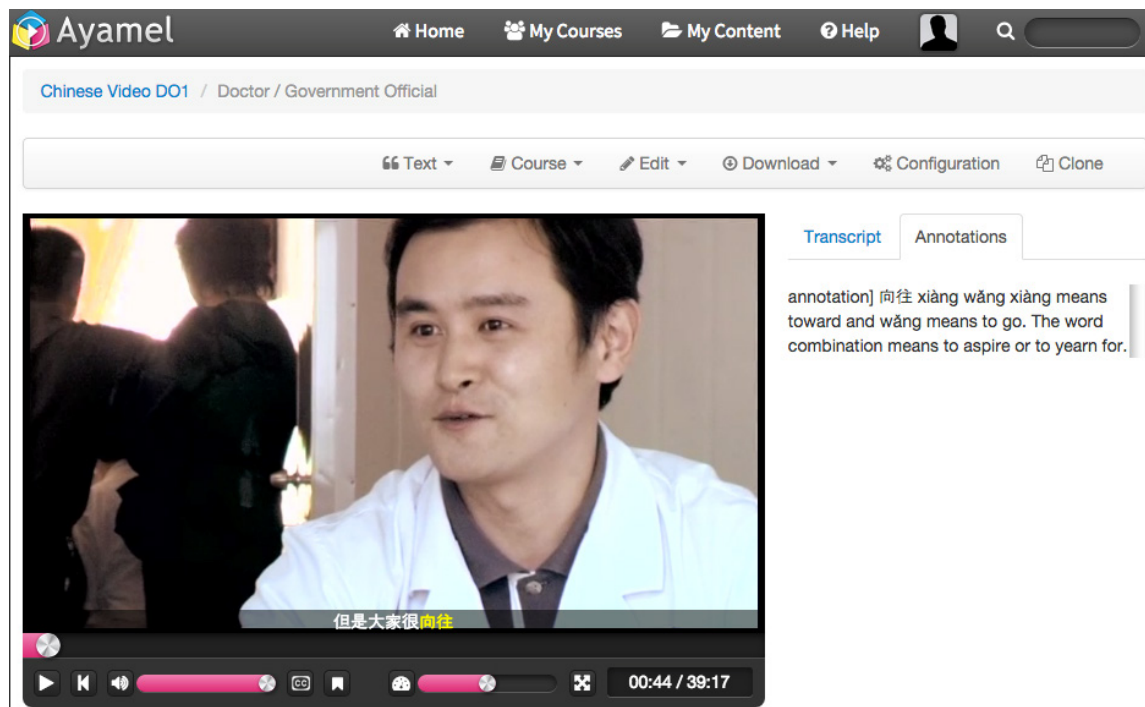 Ayamel Home My Courses My Content Help
Chinese Video DO1 / Doctor / Government Official
Text Course Edit Download Configuration Clone
Transcript Annotations
annotation] 向往 xiàng wǎng xiàng means
toward and wǎng means to go. The word
combination means to aspire or to yearn for.
但是大家很向往
CC 00:44 / 39:17